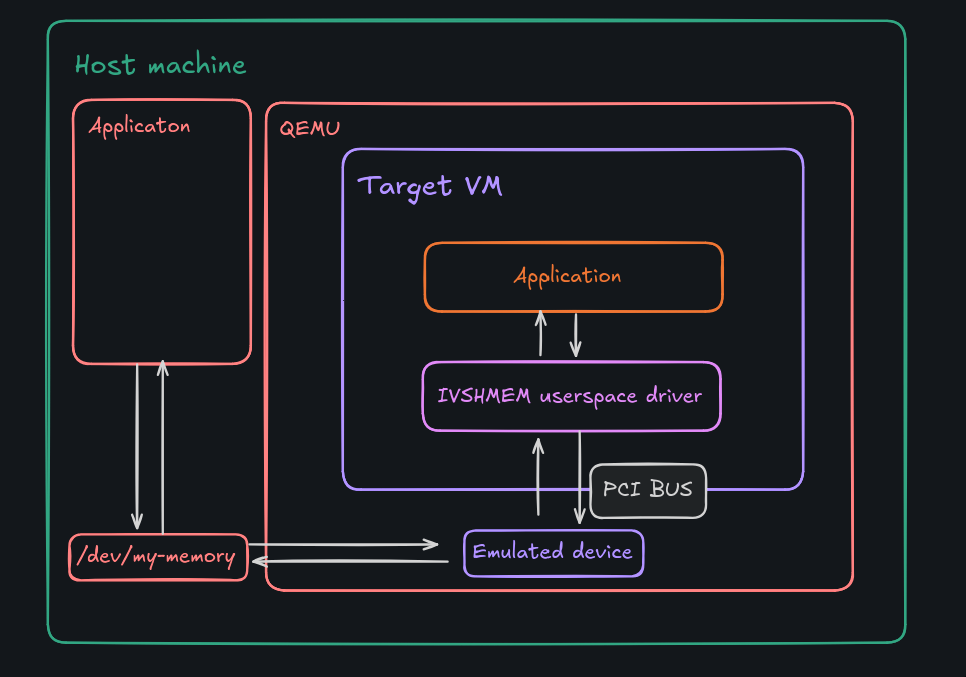 Host machine
Applicaton
QEMU
Target VM
Application
IVSHMEM userspace driver
PCI BUS
/dev/my-memory
Emulated device